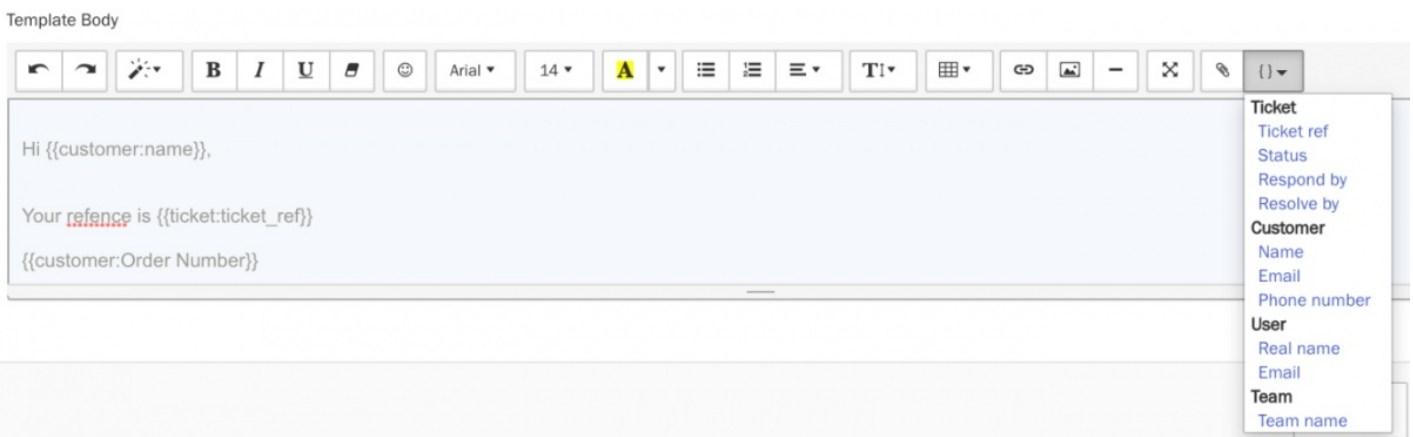 Template Body
B I U Arial 14 A T {}
Hi {{customer:name}},
Your refence is {{ticket:ticket_ref}}
{{customer:Order Number}}
Ticket
Ticket ref
Status
Respond by
Resolve by
Customer
Name
Email
Phone number
User
Real name
Email
Team
Team name